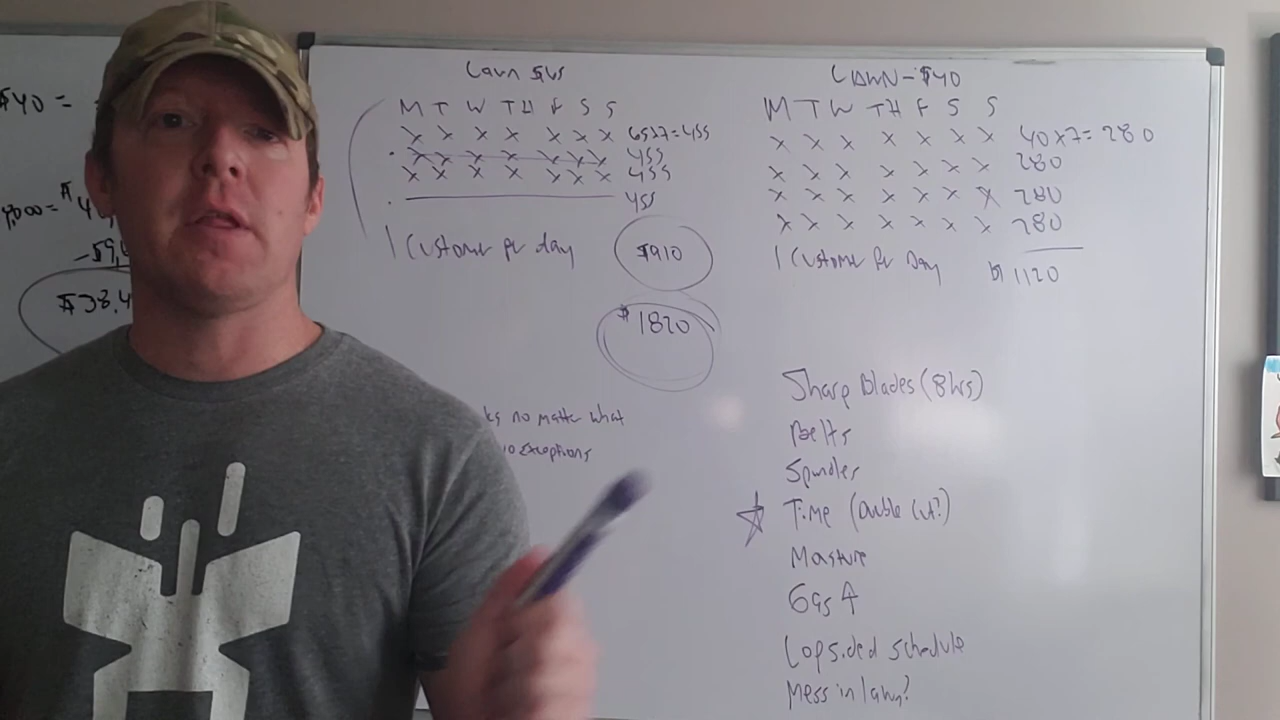 $40 =
,000 = $4
-59,
$38,4
Lawn $65
M T W TH F S S
X X X X X X X 65x7=455
X X X X X X X 455
X X X X X X X 455
455
1 Customer per day
$910
$1820
ks no matter what
no exceptions
LAWN - $40
M T W TH F S S
X X X X X X X 40x7= 280
X X X X X X X 280
X X X X X X X 280
X X X X X X X 280
1 Customer Per Day
$1120
Sharp Blades (8hrs)
Belts
Spindles
Time (Double Cut?)
Moisture
Gas
Lopsided schedule
Mess in lawn?